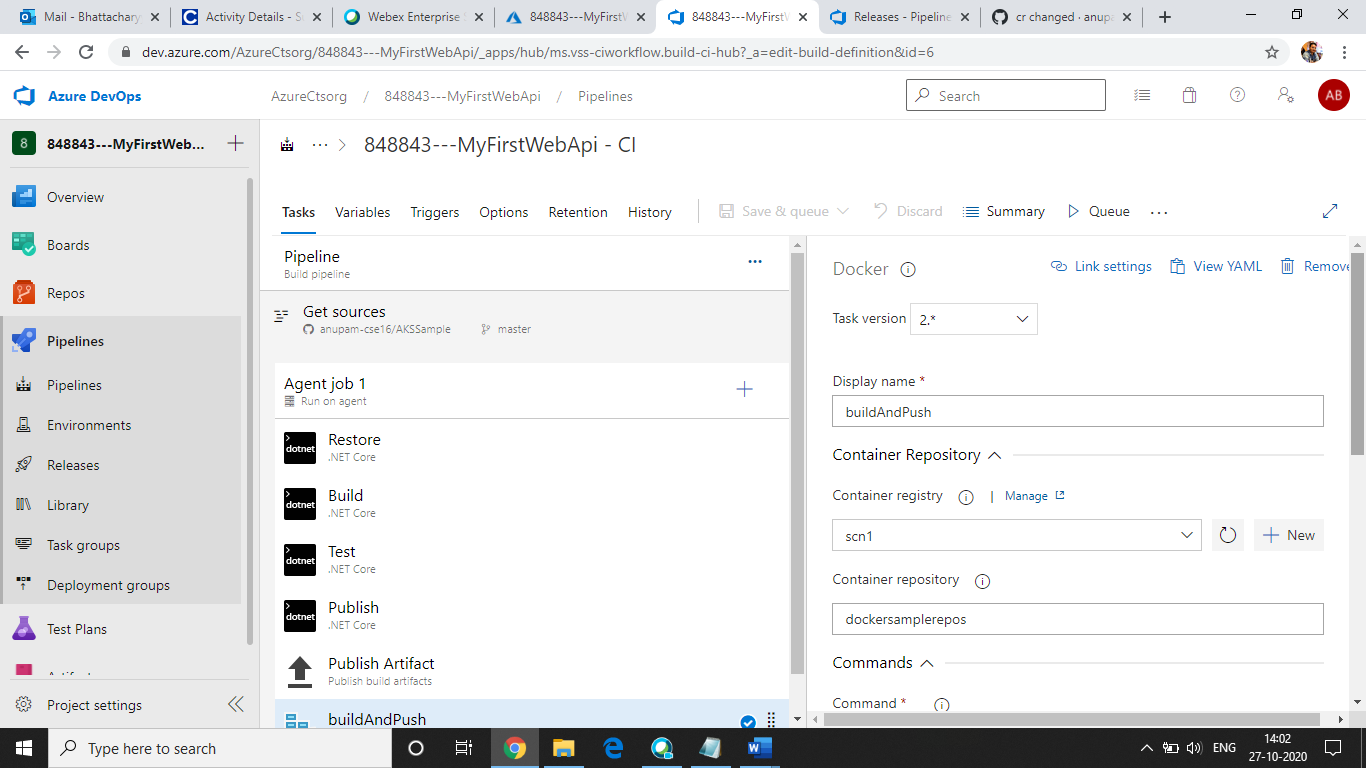 Mail - Bhattachary
Activity Details - S
Webex Enterprise
848843---MyFirstW
848843---MyFirstW
Releases - Pipeline
cr changed · anupa
dev.azure.com/AzureCtsorg/848843---MyFirstWebApi/_apps/hub/ms.vss-ciworkflow.build-ci-hub?_a=edit-build-definition&id=6
Azure DevOps
AzureCtsorg / 848843---MyFirstWebApi / Pipelines
Search
AB
8 848843---MyFirstWeb...
848843---MyFirstWebApi - CI
Overview
Boards
Repos
Pipelines
Pipelines
Environments
Releases
Library
Task groups
Deployment groups
Test Plans
Project settings
Tasks Variables Triggers Options Retention History
Save & queue Discard Summary Queue ...
Pipeline
Build pipeline
Get sources
anupam-cse16/AKSSample master
Agent job 1
Run on agent
dotnet Restore
.NET Core
dotnet Build
.NET Core
dotnet Test
.NET Core
dotnet Publish
.NET Core
Publish Artifact
Publish build artifacts
buildAndPush
Docker
Link settings View YAML Remove
Task version 2.*
Display name *
buildAndPush
Container Repository
Container registry | Manage
scn1
New
Container repository
dockersamplerepos
Commands
Command *
Type here to search
ENG
14:02
27-10-2020